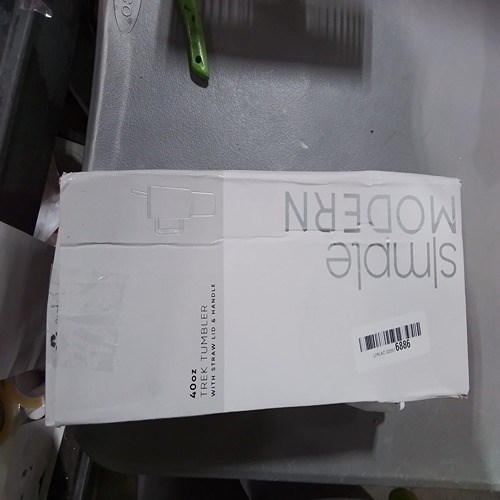 simple
MODERN
40oz
TREK TUMBLER
WITH STRAW LID & HANDLE
6886